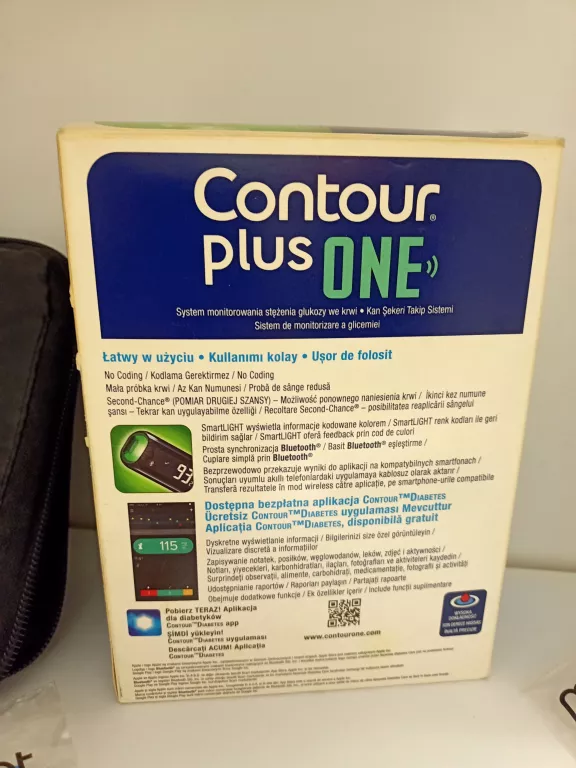 Contour®
plus ONE
System monitorowania stężenia glukozy we krwi • Kan Şekeri Takip Sistemi
Sistem de monitorizare a glicemiei
Łatwy w użyciu • Kullanımı kolay • Uşor de folosit
No Coding / Kodlama Gerektirmez / No Coding
Mała próbka krwi / Az Kan Numunesi / Probă de sânge redusă
Second-Chance® (POMIAR DRUGIEJ SZANSY) – Możliwość ponownego naniesienia krwi / İkinci kez numune
şansı - Tekrar kan uygulayabilme özelliği / Recoltare Second-Chance® – posibilitatea reaplicării sângelui
SmartLIGHT wyświetla informacje kodowane kolorem / SmartLIGHT renk kodları ile geri
bildirim sağlar / SmartLIGHT oferă feedback prin cod de culori
Prosta synchronizacja Bluetooth® / Basit Bluetooth® eşleştirme /
Cuplare simplă prin Bluetooth®
Bezprzewodowo przekazuje wyniki do aplikacji na kompatybilnych smartfonach /
Sonuçları uyumlu akıllı telefonlardaki uygulamaya kablosuz olarak aktarır /
Transferă rezultatele în mod wireless către aplicație, pe smartphone-urile compatibile
Dostępna bezpłatna aplikacja CONTOUR™DIABETES
Ücretsiz CONTOUR™DIABETES uygulaması Mevcuttur
Aplicația CONTOUR™DIABETES, disponibilă gratuit
115
Dyskretne wyświetlanie informacji / Bilgilerinizi size özel görüntüleyin /
Vizualizare discretă a informațiilor
Zapisywanie notatek, posiłków, węglowodanów, leków, zdjęć i aktywności /
Notları, yiyecekleri, karbonhidratları, ilaçları, fotoğrafları ve aktiviteleri kaydedin /
Surprindeți observații, alimente, carbohidrați, medicamentație, fotografii și activități
Udostępnianie raportów / Raporları paylaşın / Partajați rapoarte
Obejmuje dodatkowe funkcje / Ek özellikler içerir / Include funcții suplimentare
Pobierz TERAZ! Aplikacja
dla diabetyków
CONTOUR™DIABETES app
ŞİMDİ yükleyin!
CONTOUR™DIABETES uygulaması
Descărcați ACUM! Aplicația
CONTOUR™DIABETES
www.contourone.com
WYSOKA
DOKŁADNOŚĆ